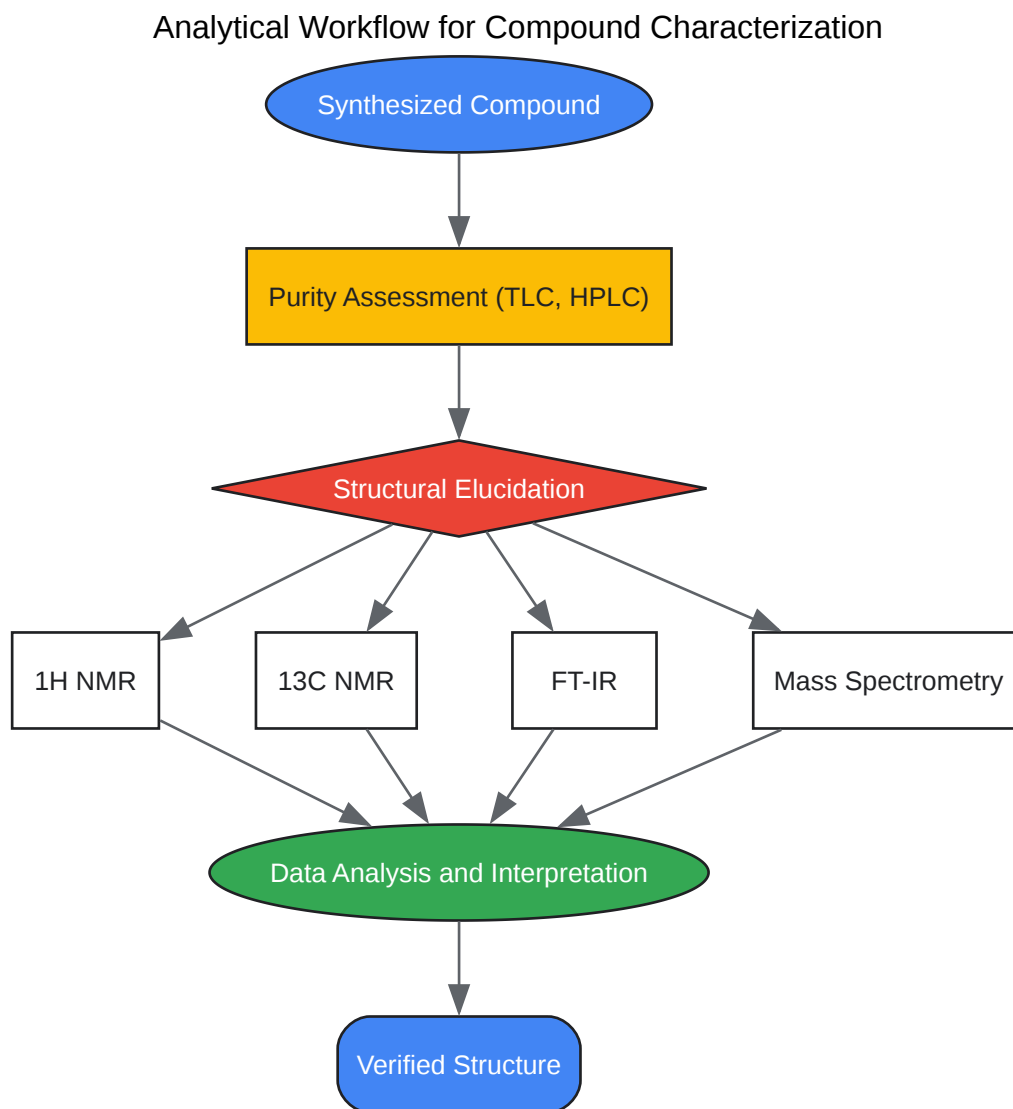 Analytical Workflow for Compound Characterization
Synthesized Compound
Purity Assessment (TLC, HPLC)
Structural Elucidation
1H NMR
13C NMR
FT-IR
Mass Spectrometry
Data Analysis and Interpretation
Verified Structure